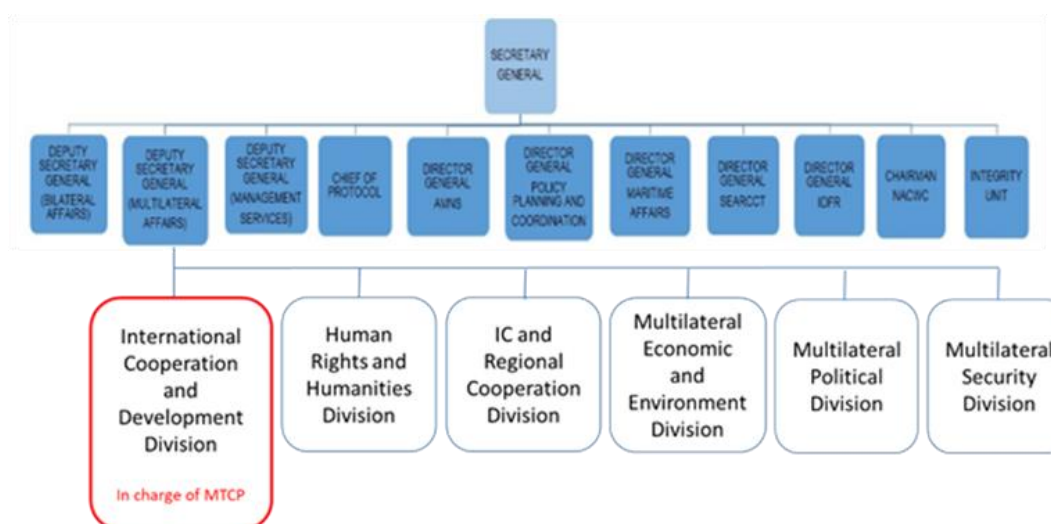 SECRETARY
GENERAL
DEPUTY
SECRETARY
GENERAL
(BILATERAL
AFFAIRS)
DEPUTY
SECRETARY
GENERAL
(MULTILATERAL
AFFAIRS)
DEPUTY
SECRETARY
GENERAL
(MANAGEMENT
SERVICES)
CHIEF OF
PROTOCOL
DIRECTOR
GENERAL
AMNS
DIRECTOR
GENERAL
POLICY
PLANNING AND
COORDINATION
DIRECTOR
GENERAL
MARITIME
AFFAIRS
DIRECTOR
GENERAL
SEARCCT
DIRECTOR
GENERAL
IDFR
CHAIRMAN
NACWC
INTEGRITY
UNIT
International
Cooperation
and
Development
Division
In charge of MTCP
Human
Rights and
Humanities
Division
IC and
Regional
Cooperation
Division
Multilateral
Economic
and
Environment
Division
Multilateral
Political
Division
Multilateral
Security
Division